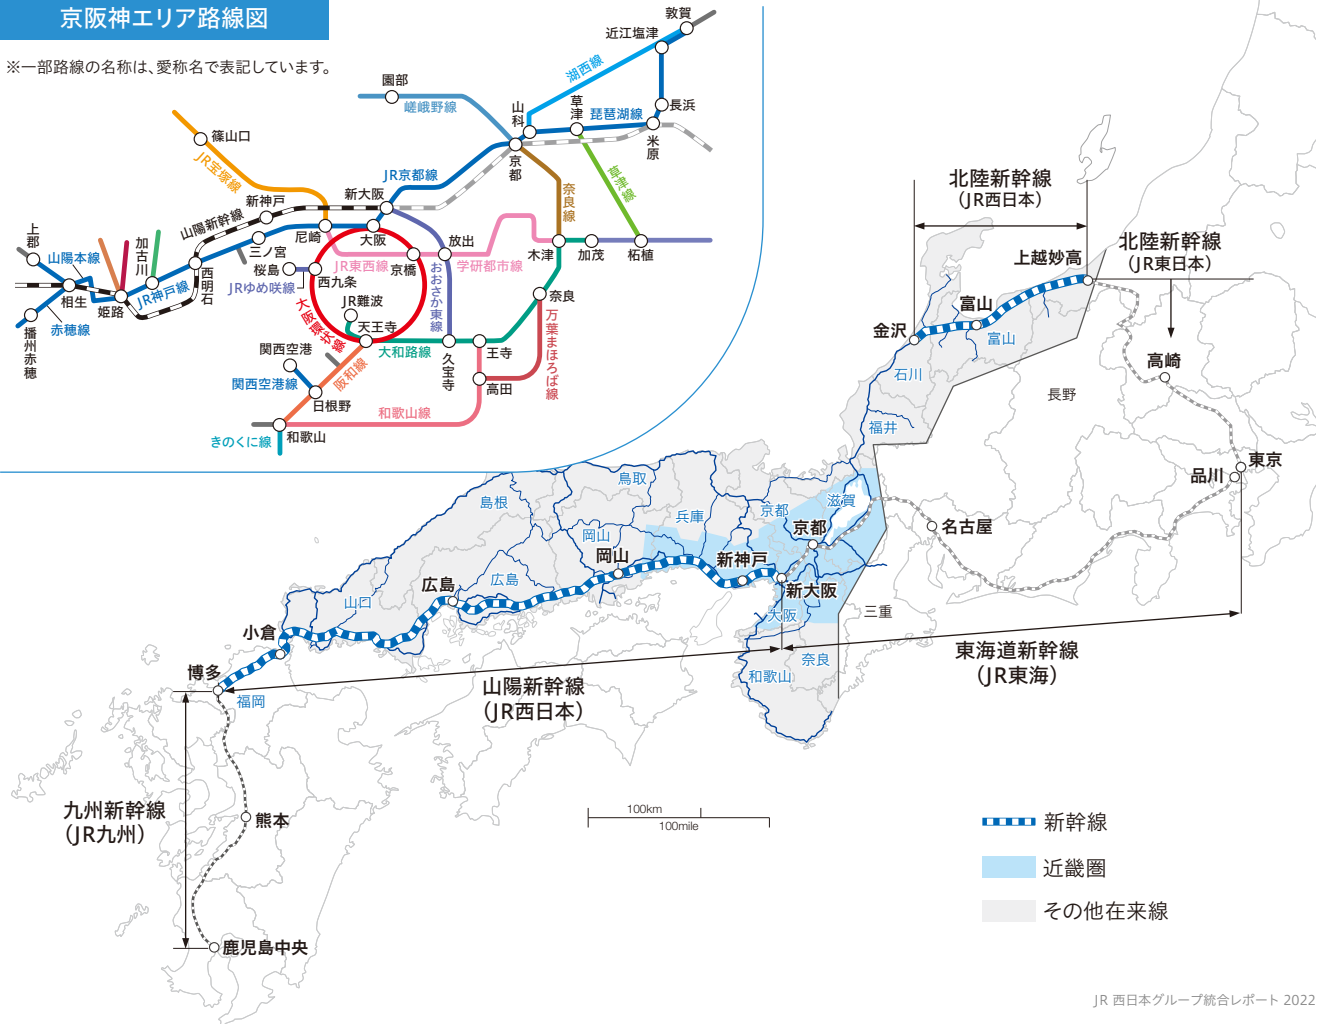 京阪神エリア路線図
※一部路線の名称は、愛称名で表記しています。
敦賀
近江塩津
湖西線
園部
嵯峨野線
山科
草津
琵琶湖線
長浜
米原
篠山口
JR宝塚線
京都
JR京都線
草津線
奈良線
新大阪
新神戸
山陽新幹線
上郡
山陽本線
加古川
三ノ宮
尼崎
大阪
放出
木津
加茂
柘植
JR東西線
京橋
学研都市線
桜島
JRゆめ咲線
西九条
西明石
相生
姫路
JR神戸線
赤穂線
播州赤穂
大阪環状線
JR難波
天王寺
おおさか東線
奈良
万葉まほろば線
大和路線
久宝寺
王寺
高田
関西空港
関西空港線
阪和線
日根野
和歌山線
和歌山
きのくに線
北陸新幹線
（JR西日本）
北陸新幹線
（JR東日本）
上越妙高
富山
富山
金沢
石川
高崎
長野
福井
東京
品川
名古屋
鳥取
島根
兵庫
京都
滋賀
京都
岡山
岡山
新神戸
新大阪
広島
広島
山口
大阪
三重
小倉
博多
福岡
奈良
和歌山
東海道新幹線
（JR東海）
山陽新幹線
（JR西日本）
九州新幹線
（JR九州）
熊本
鹿児島中央
100km
100mile
新幹線
近畿圏
その他在来線
JR 西日本グループ統合レポート 2022